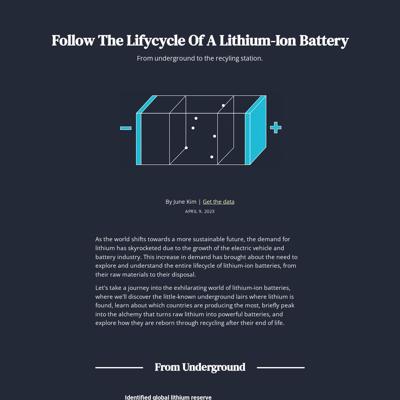 Follow The Lifycycle Of A Lithium-Ion Battery
From underground to the recyling station.
−
+
By June Kim | Get the data
APRIL 9, 2023
As the world shifts towards a more sustainable future, the demand for
lithium has skyrocketed due to the growth of the electric vehicle and
battery industry. This increase in demand has brought about the need to
explore and understand the entire lifecycle of lithium-ion batteries, from
their raw materials to their disposal.
Let's take a journey into the exhilarating world of lithium-ion batteries,
where we'll discover the little-known underground lairs where lithium is
found, learn about which countries are producing the most, briefly peak
into the alchemy that turns raw lithium into powerful batteries, and
explore how they are reborn through recycling after their end of life.
From Underground
Identified global lithium reserve